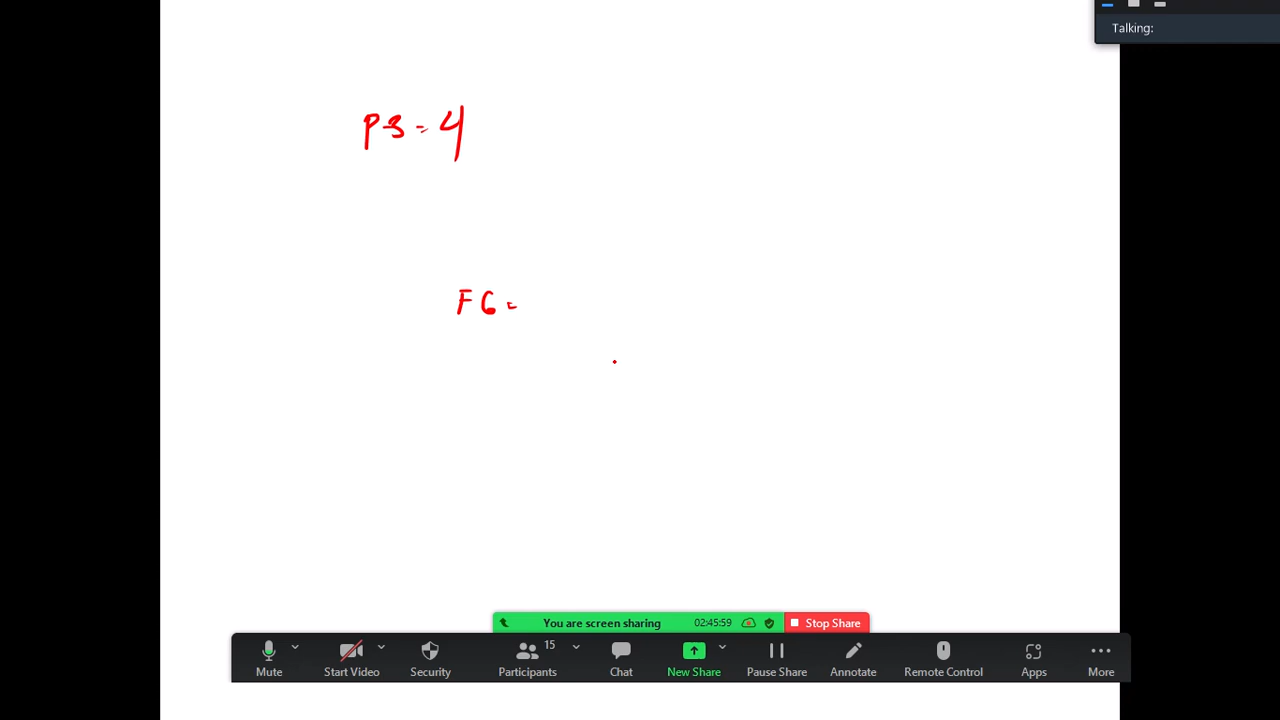 Talking:
P3 = 4
F6 =
You are screen sharing 02:45:59 Stop Share
Mute Start Video Security Participants 15 Chat New Share Pause Share Annotate Remote Control Apps More